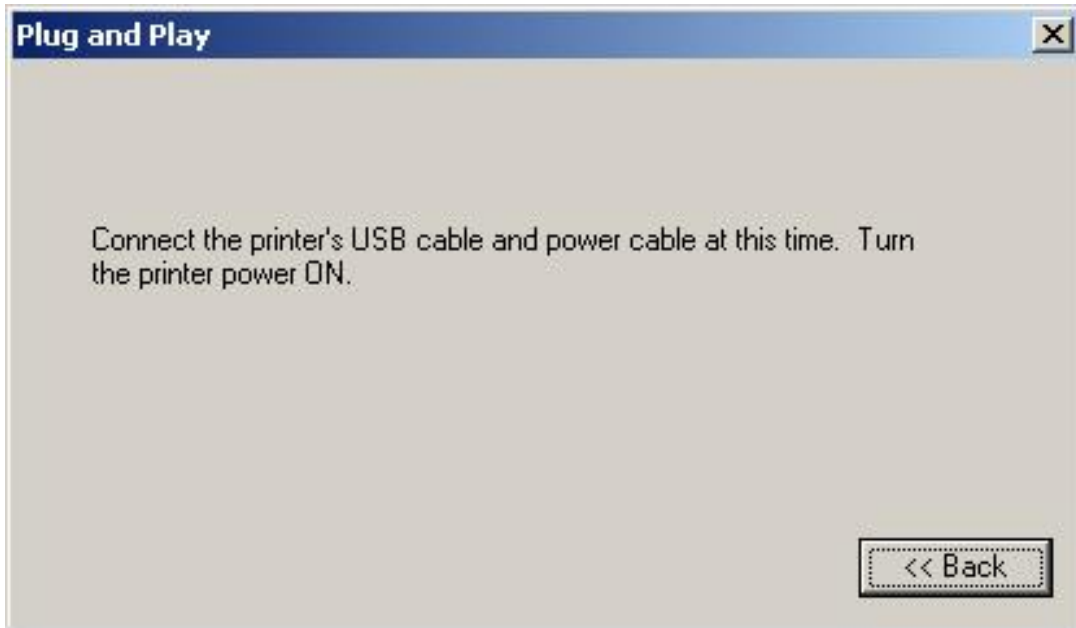 Plug and Play
Connect the printer's USB cable and power cable at this time.  Turn
the printer power ON.
<< Back